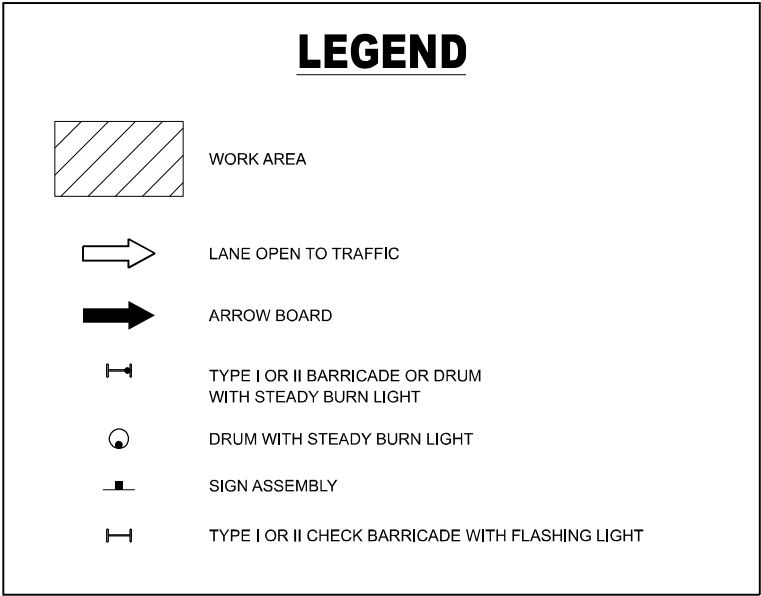 LEGEND
WORK AREA
LANE OPEN TO TRAFFIC
ARROW BOARD
TYPE I OR II BARRICADE OR DRUM
WITH STEADY BURN LIGHT
DRUM WITH STEADY BURN LIGHT
SIGN ASSEMBLY
TYPE I OR II CHECK BARRICADE WITH FLASHING LIGHT